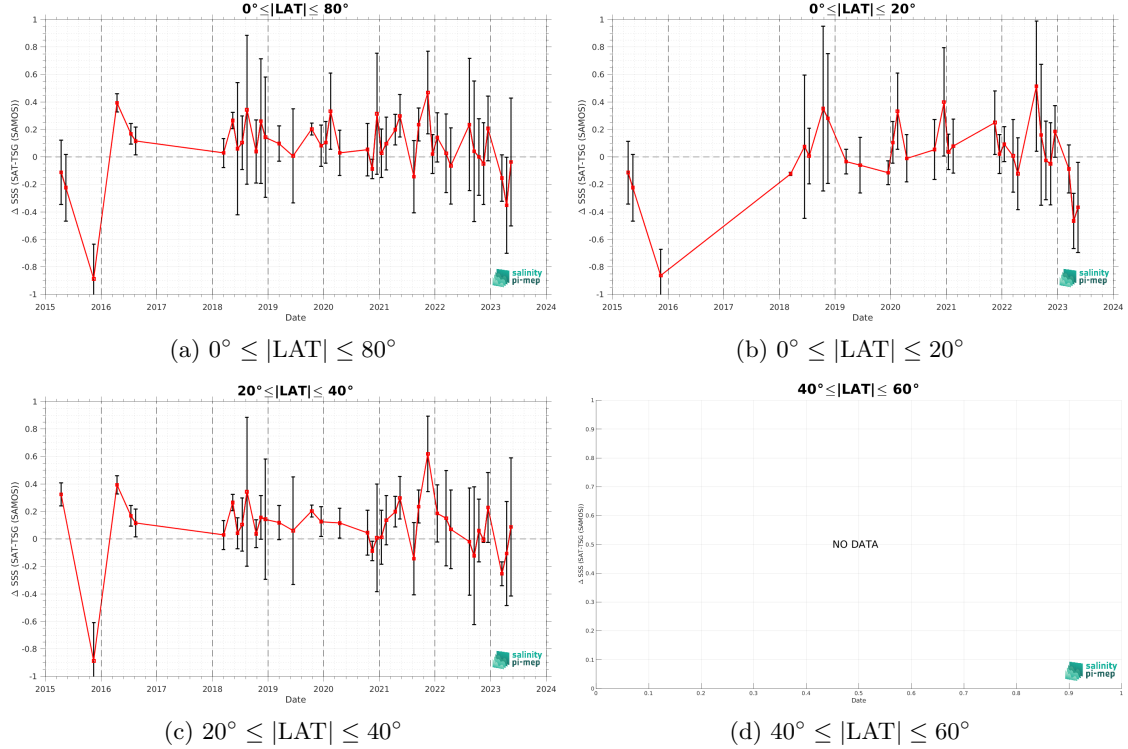 0°≤|LAT|≤ 80°
1
0.8
0.6
0.4
0.2
0
-0.2
-0.4
-0.6
-0.8
-1
Δ SSS (SAT-TSG (SAMOS))
2015 2016 2017 2018 2019 2020 2021 2022 2023 2024
Date
salinity
pi-mep
(a) 0° ≤ |LAT| ≤ 80°
0°≤|LAT|≤ 20°
1
0.8
0.6
0.4
0.2
0
-0.2
-0.4
-0.6
-0.8
-1
Δ SSS (SAT-TSG (SAMOS))
2015 2016 2017 2018 2019 2020 2021 2022 2023 2024
Date
salinity
pi-mep
(b) 0° ≤ |LAT| ≤ 20°
20°≤|LAT|≤ 40°
1
0.8
0.6
0.4
0.2
0
-0.2
-0.4
-0.6
-0.8
-1
Δ SSS (SAT-TSG (SAMOS))
2015 2016 2017 2018 2019 2020 2021 2022 2023 2024
Date
salinity
pi-mep
(c) 20° ≤ |LAT| ≤ 40°
40°≤|LAT|≤ 60°
1
0.9
0.8
0.7
0.6
0.5
0.4
0.3
0.2
0.1
0
Δ SSS (SAT-TSG (SAMOS))
NO DATA
0 0.1 0.2 0.3 0.4 0.5 0.6 0.7 0.8 0.9 1
Date
salinity
pi-mep
(d) 40° ≤ |LAT| ≤ 60°